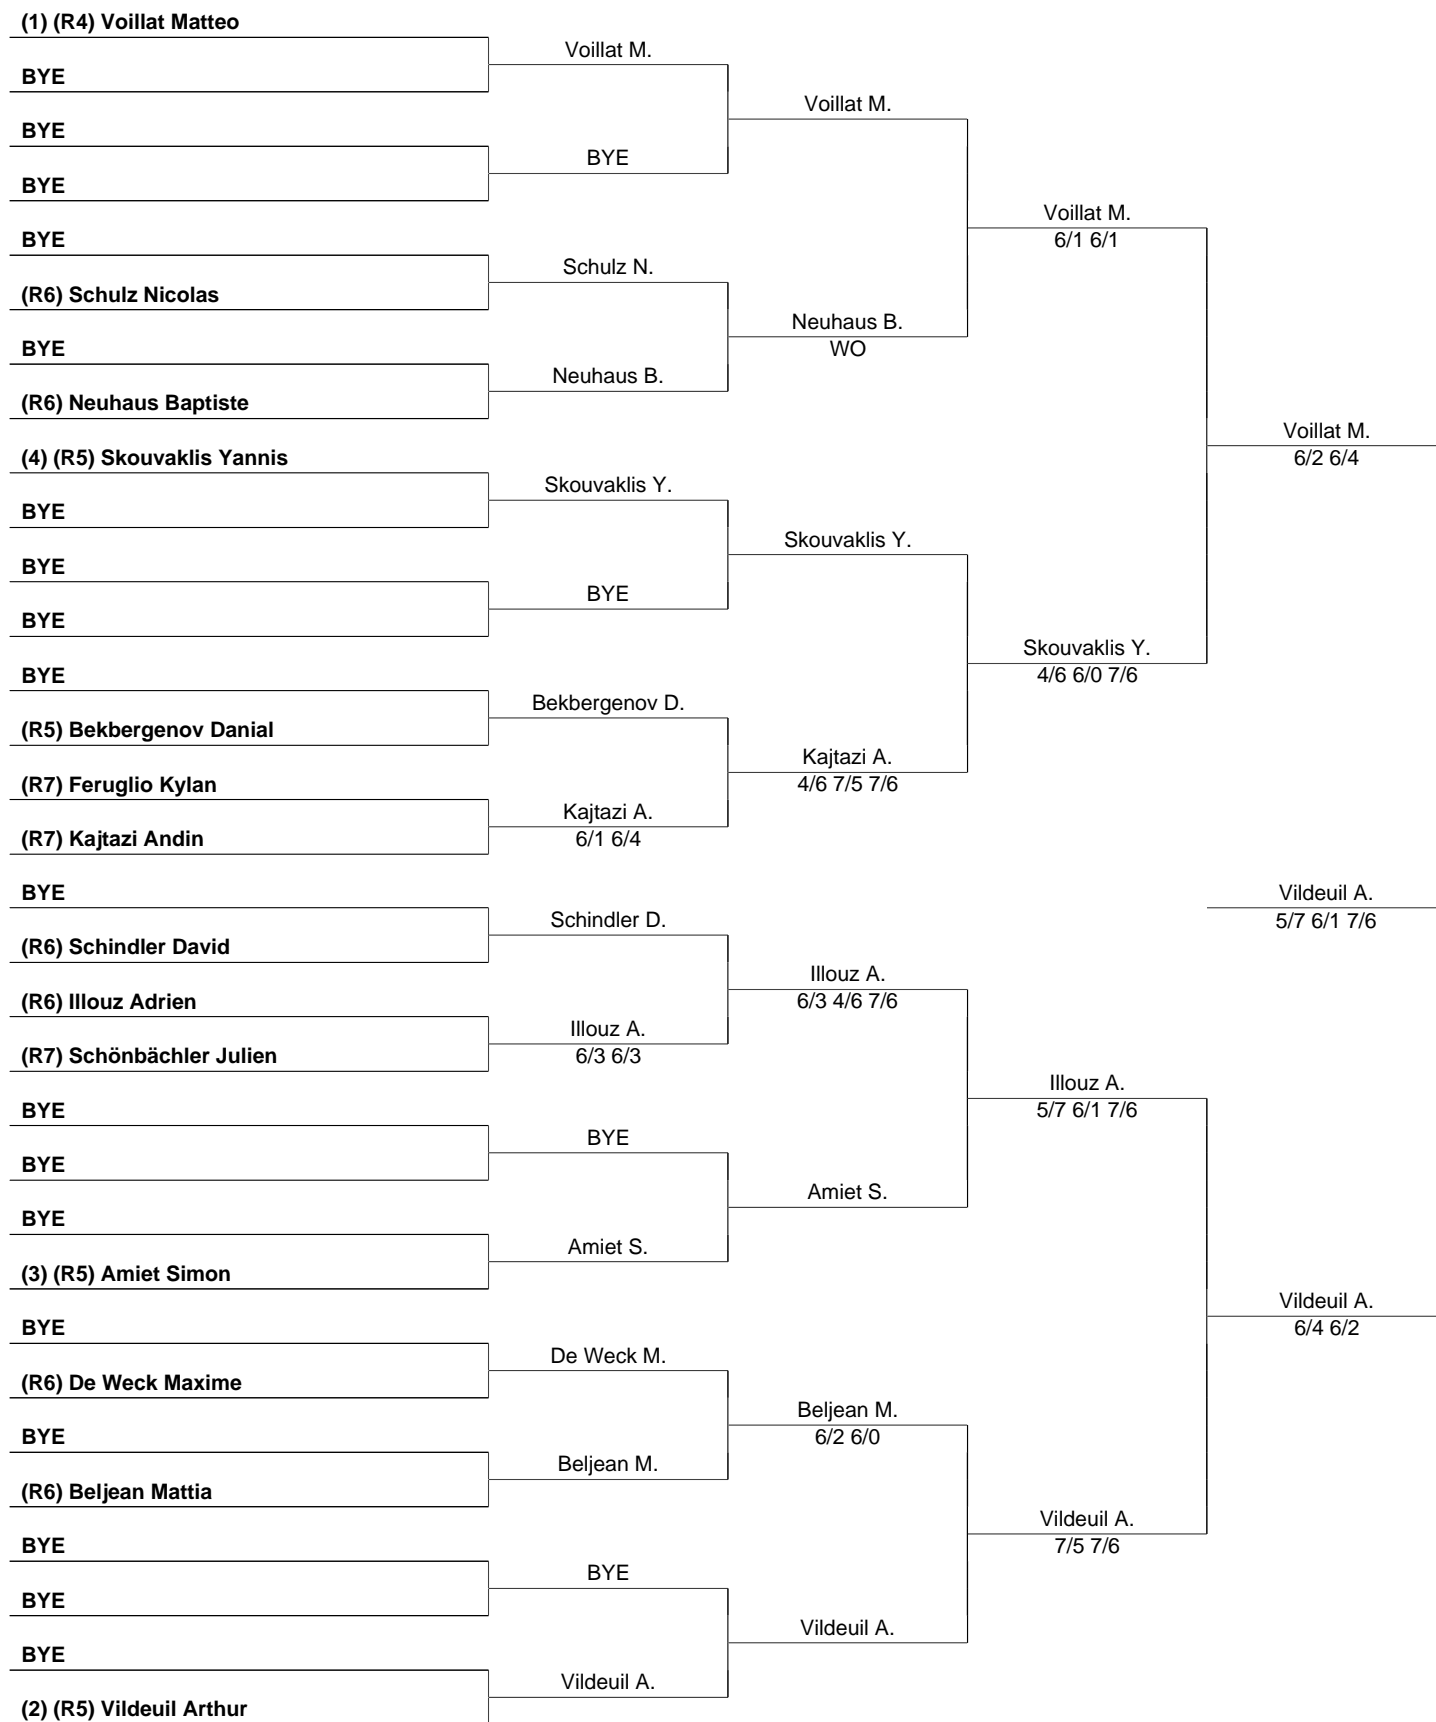 (1) (R4) Voillat Matteo
BYE
BYE
BYE
BYE
(R6) Schulz Nicolas
BYE
(R6) Neuhaus Baptiste
(4) (R5) Skouvaklis Yannis
BYE
BYE
BYE
BYE
(R5) Bekbergenov Danial
(R7) Feruglio Kylan
(R7) Kajtazi Andin
BYE
(R6) Schindler David
(R6) Illouz Adrien
(R7) Schönbächler Julien
BYE
BYE
BYE
(3) (R5) Amiet Simon
BYE
(R6) De Weck Maxime
BYE
(R6) Beljean Mattia
BYE
BYE
BYE
(2) (R5) Vildeuil Arthur
Voillat M.
BYE
Schulz N.
Neuhaus B.
Skouvaklis Y.
BYE
Bekbergenov D.
Kajtazi A.
6/1 6/4
Schindler D.
Illouz A.
6/3 6/3
BYE
Amiet S.
De Weck M.
Beljean M.
BYE
Vildeuil A.
Voillat M.
Neuhaus B.
WO
Skouvaklis Y.
Kajtazi A.
4/6 7/5 7/6
Illouz A.
6/3 4/6 7/6
Amiet S.
Beljean M.
6/2 6/0
Vildeuil A.
Voillat M.
6/1 6/1
Skouvaklis Y.
4/6 6/0 7/6
Illouz A.
5/7 6/1 7/6
Vildeuil A.
7/5 7/6
Voillat M.
6/2 6/4
Vildeuil A.
5/7 6/1 7/6
Vildeuil A.
6/4 6/2